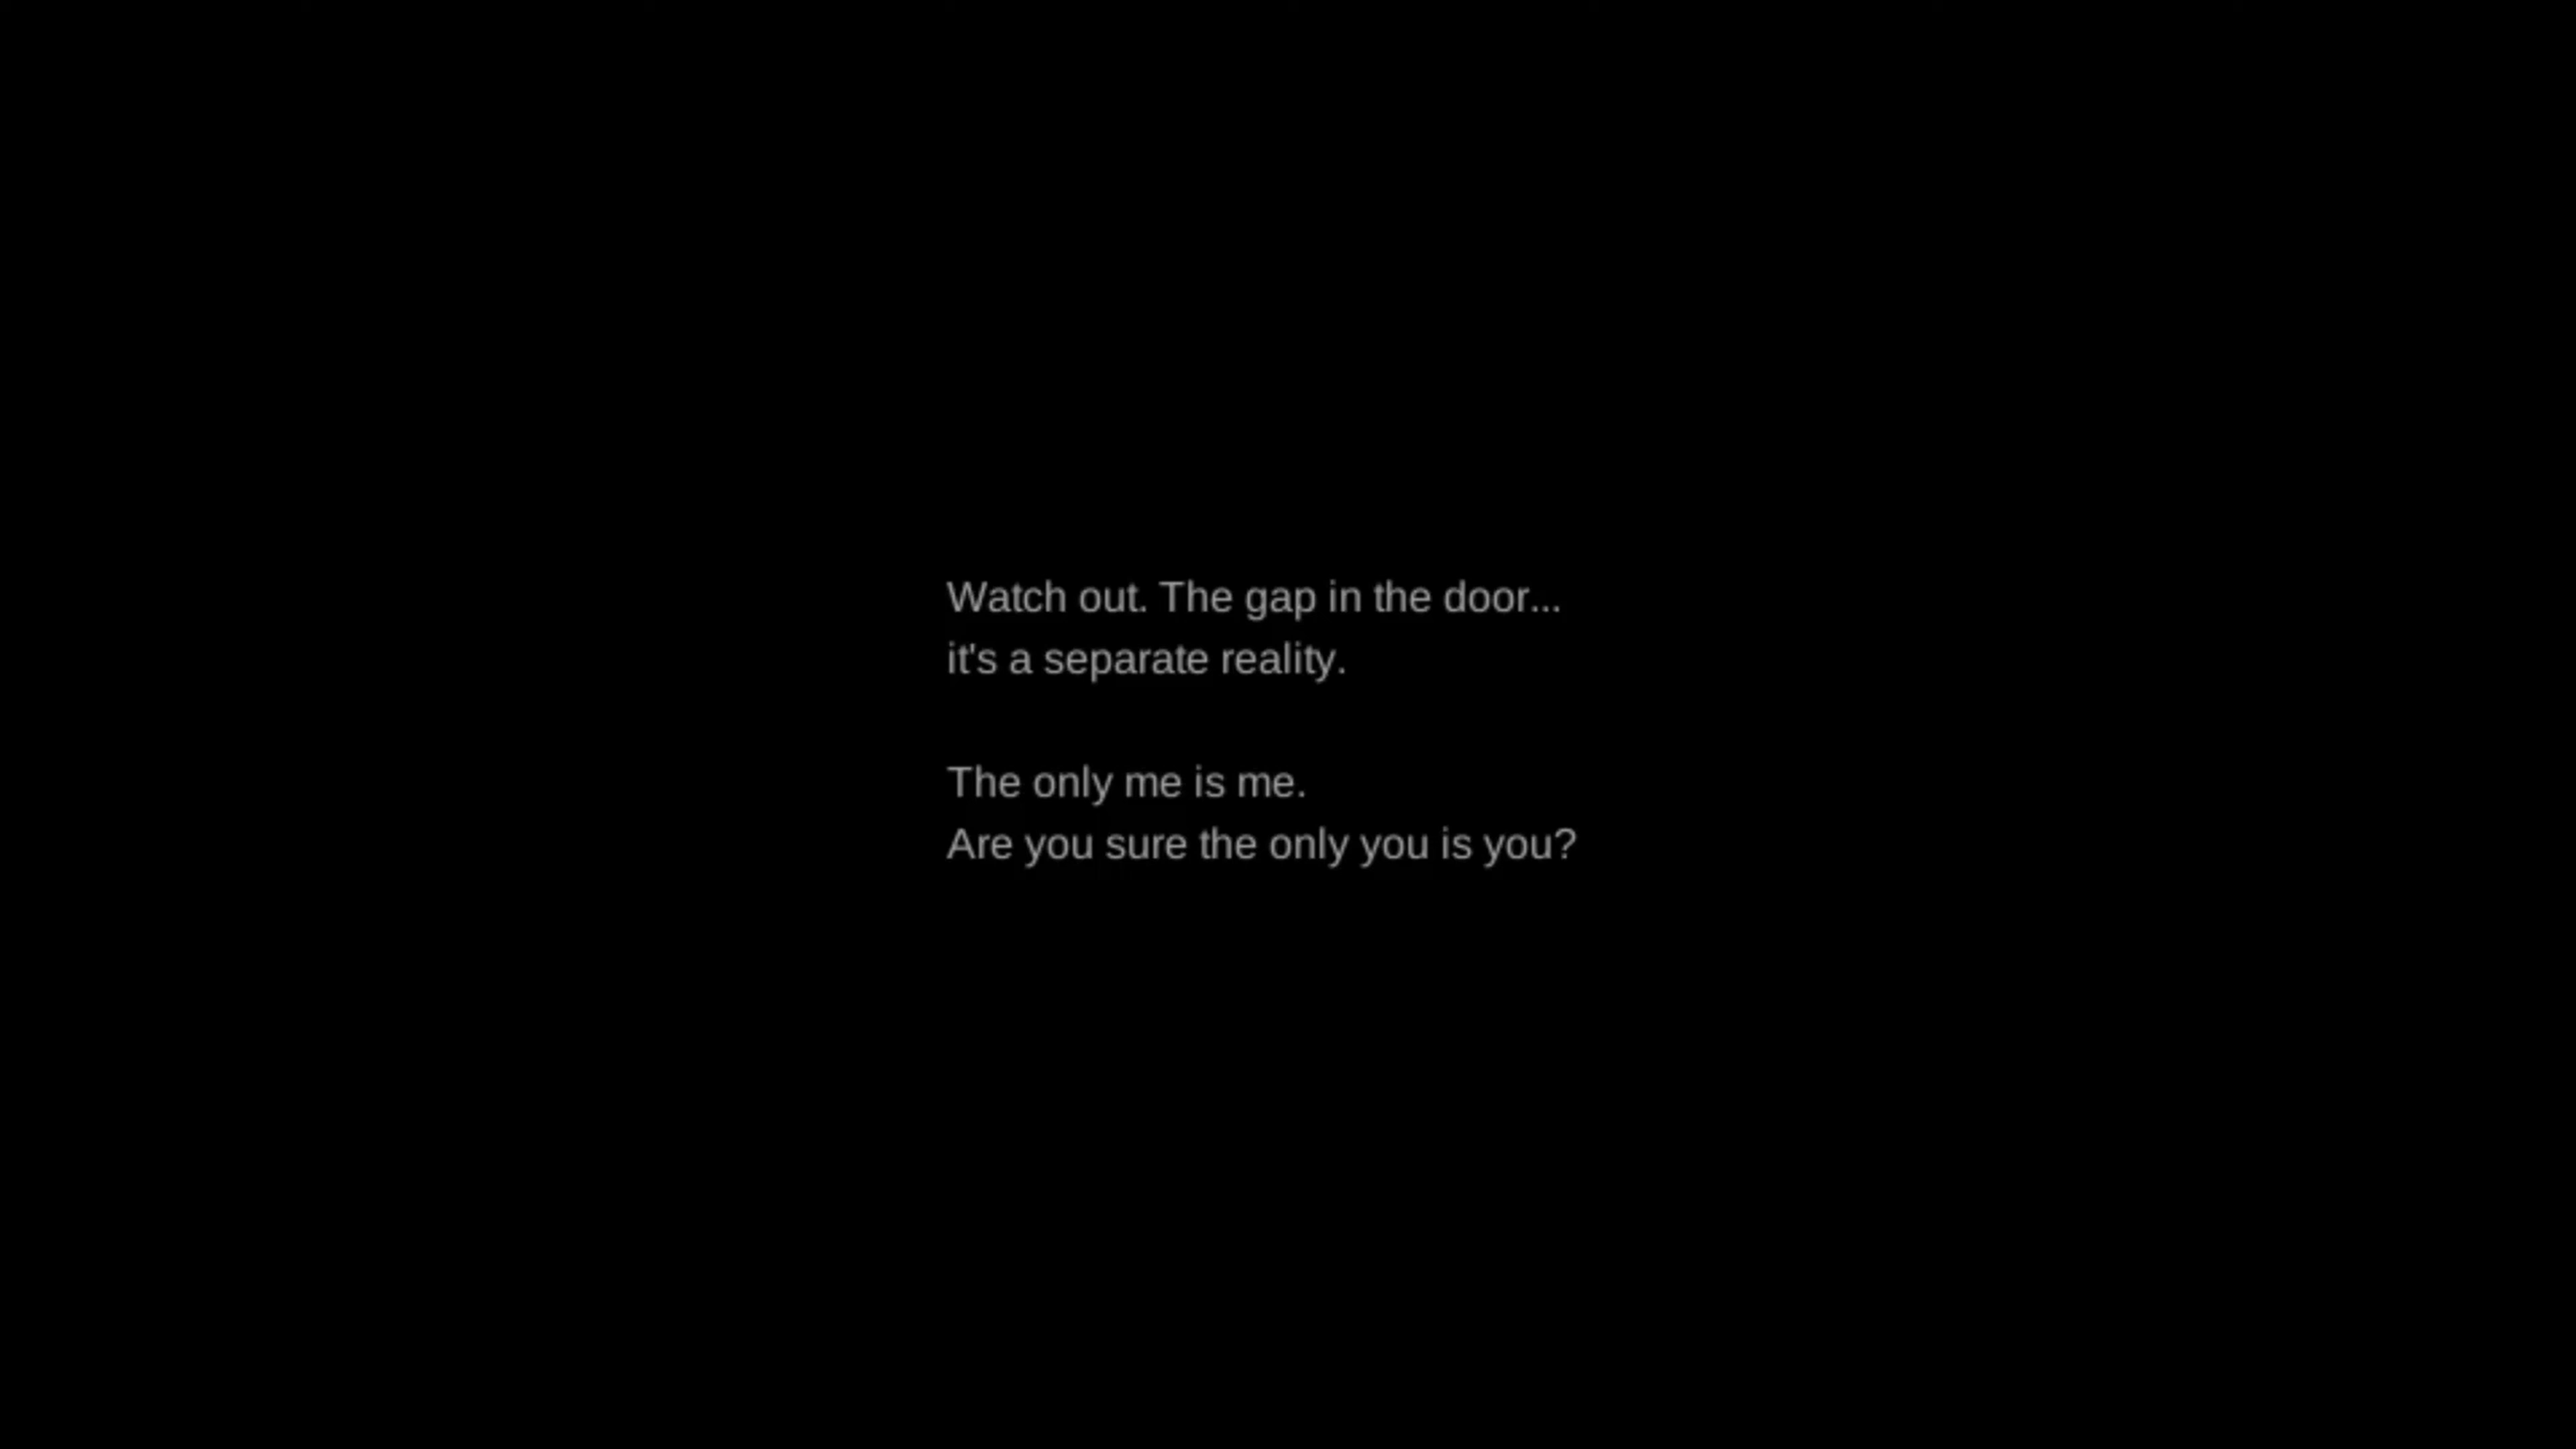 Watch out. The gap in the door...
it's a separate reality.
The only me is me.
Are you sure the only you is you?